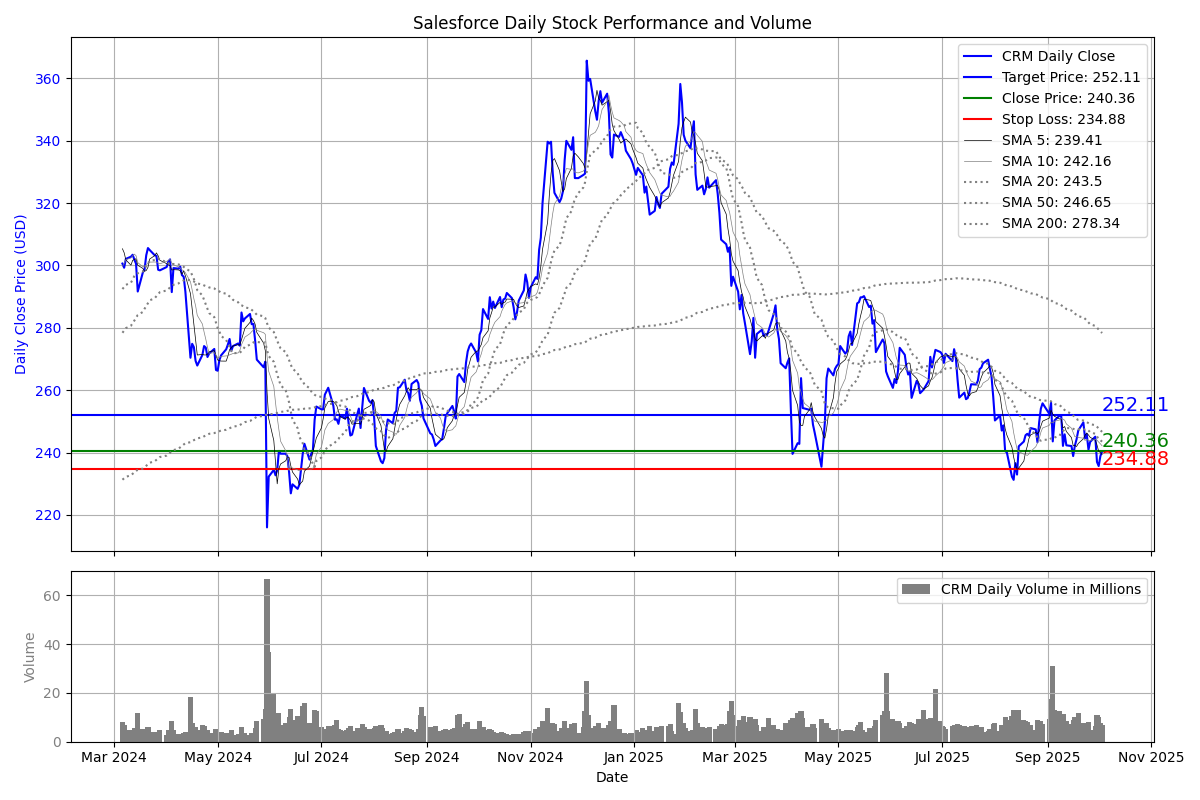 Salesforce Daily Stock Performance and Volume
Daily Close Price (USD)
360
340
320
300
280
260
240
220
CRM Daily Close
Target Price: 252.11
Close Price: 240.36
Stop Loss: 234.88
SMA 5: 239.41
SMA 10: 242.16
SMA 20: 243.5
SMA 50: 246.65
SMA 200: 278.34
252.11
240.36
234.88
Volume
60
40
20
0
CRM Daily Volume in Millions
Mar 2024 May 2024 Jul 2024 Sep 2024 Nov 2024 Jan 2025 Mar 2025 May 2025 Jul 2025 Sep 2025 Nov 2025
Date